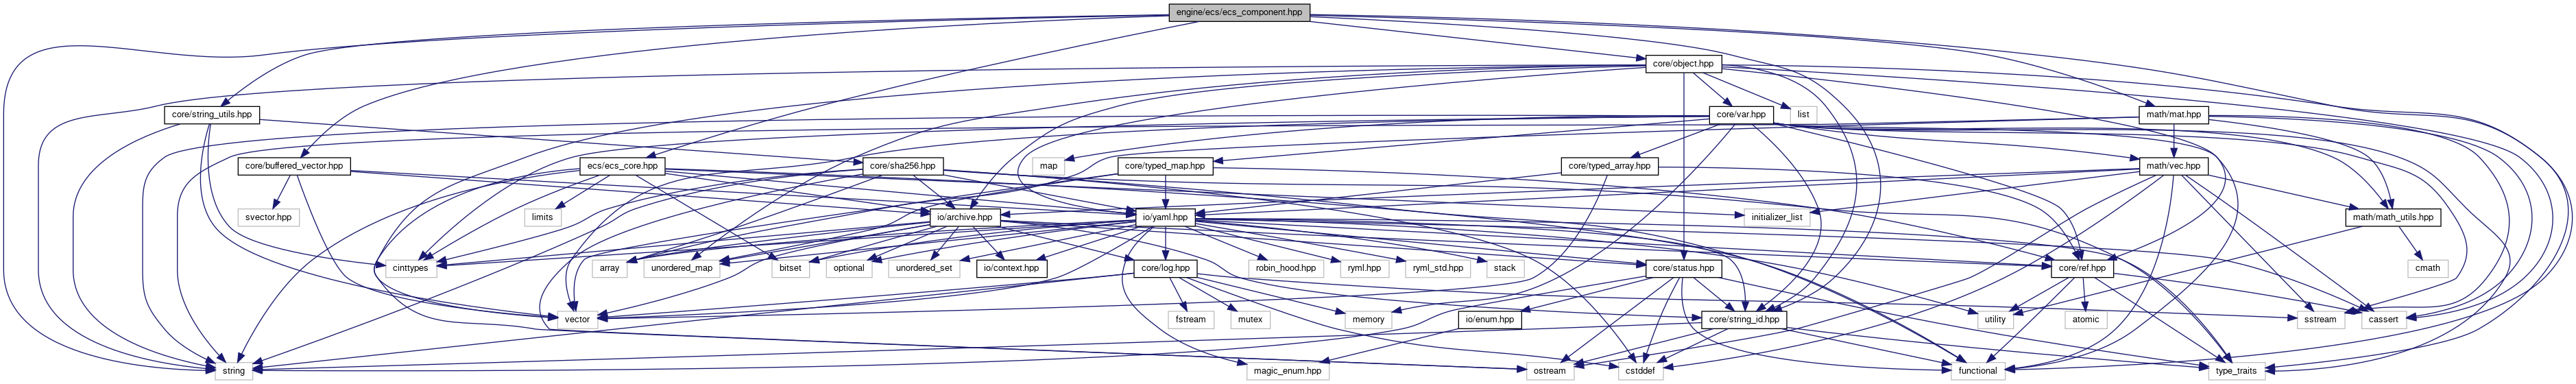 engine/ecs/ecs_component.hpp
core/object.hpp
core/string_utils.hpp
core/var.hpp
list
math/mat.hpp
core/buffered_vector.hpp
ecs/ecs_core.hpp
core/sha256.hpp
map
core/typed_map.hpp
core/typed_array.hpp
math/vec.hpp
svector.hpp
limits
io/archive.hpp
io/yaml.hpp
initializer_list
math/math_utils.hpp
cinttypes
array
unordered_map
bitset
optional
unordered_set
io/context.hpp
core/log.hpp
robin_hood.hpp
ryml.hpp
ryml_std.hpp
stack
core/status.hpp
core/ref.hpp
cmath
vector
fstream
mutex
memory
io/enum.hpp
core/string_id.hpp
utility
atomic
sstream
cassert
string
magic_enum.hpp
ostream
cstddef
functional
type_traits